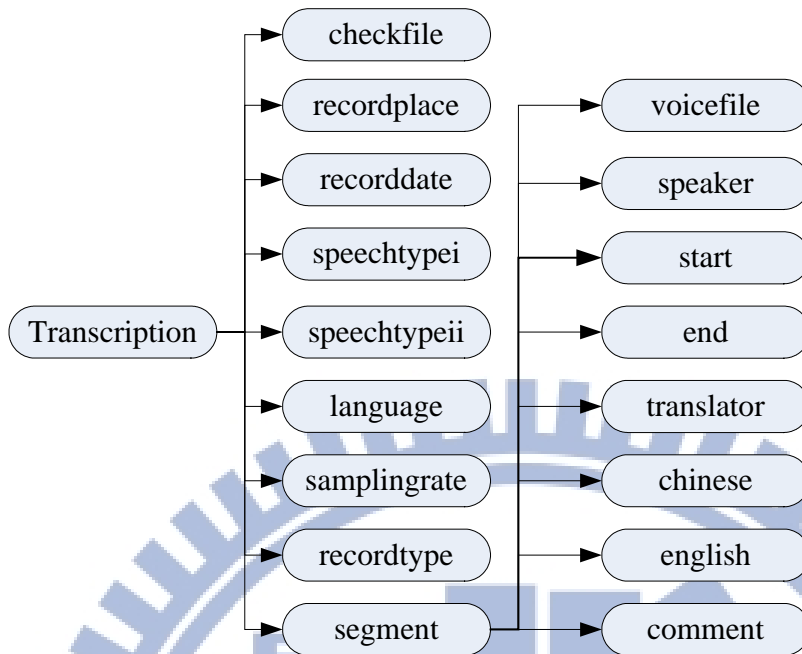 Transcription
checkfile
recordplace
recorddate
speechtypei
speechtypeii
language
samplingrate
recordtype
segment
voicefile
speaker
start
end
translator
chinese
english
comment